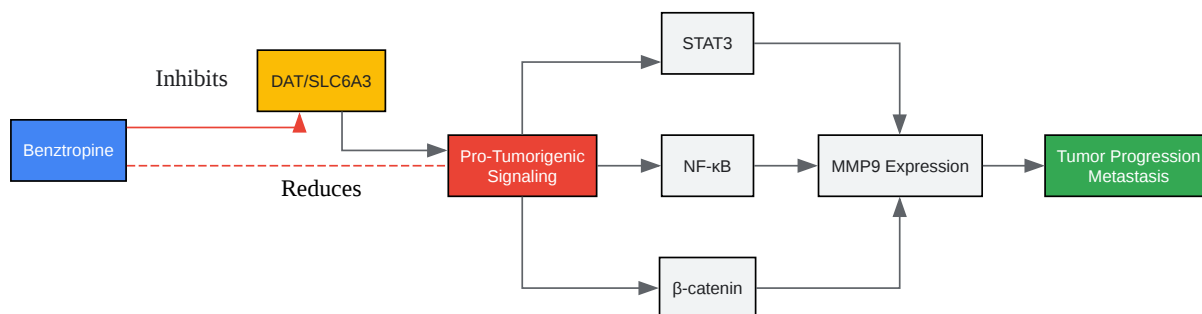 STAT3
Inhibits
DAT/SLC6A3
Benztropine
Pro-Tumorigenic
Signaling
NF-κB
MMP9 Expression
Tumor Progression
Metastasis
Reduces
β-catenin